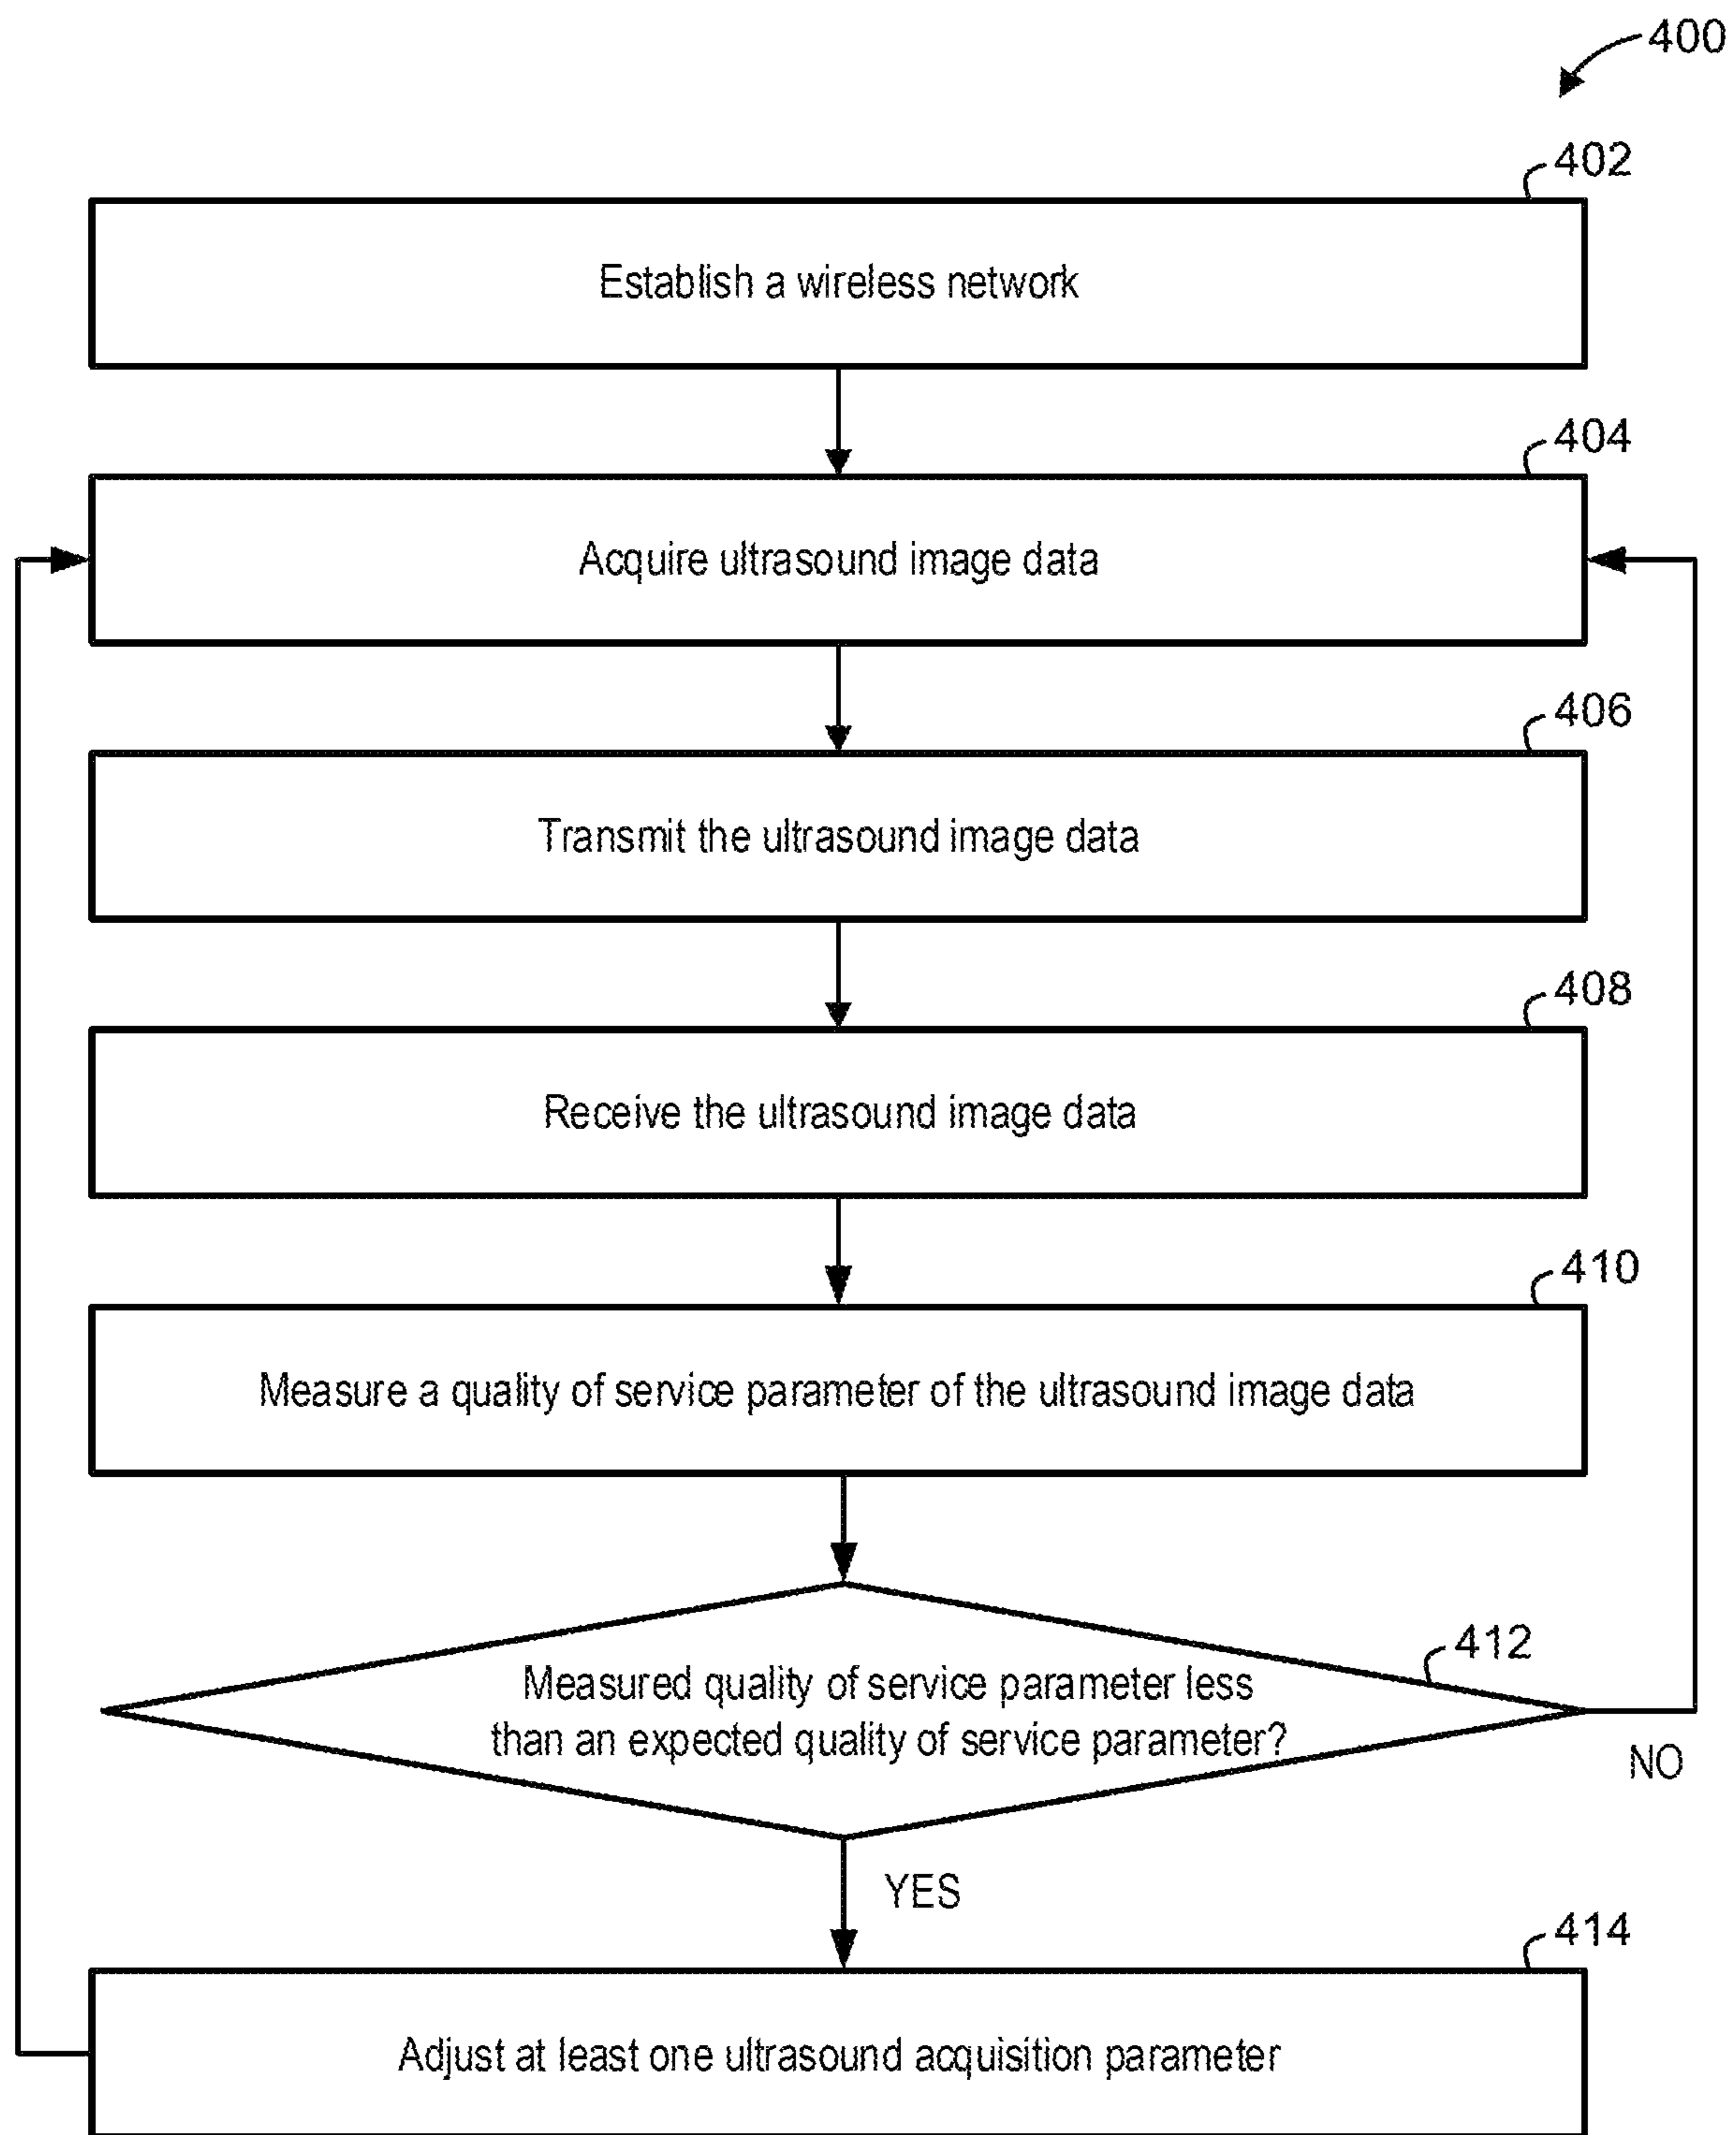 400
402
Establish a wireless network
404
Acquire ultrasound image data
406
Transmit the ultrasound image data
408
Receive the ultrasound image data
410
Measure a quality of service parameter of the ultrasound image data
412
Measured quality of service parameter less
than an expected quality of service parameter?
NO
YES
414
Adjust at least one ultrasound acquisition parameter